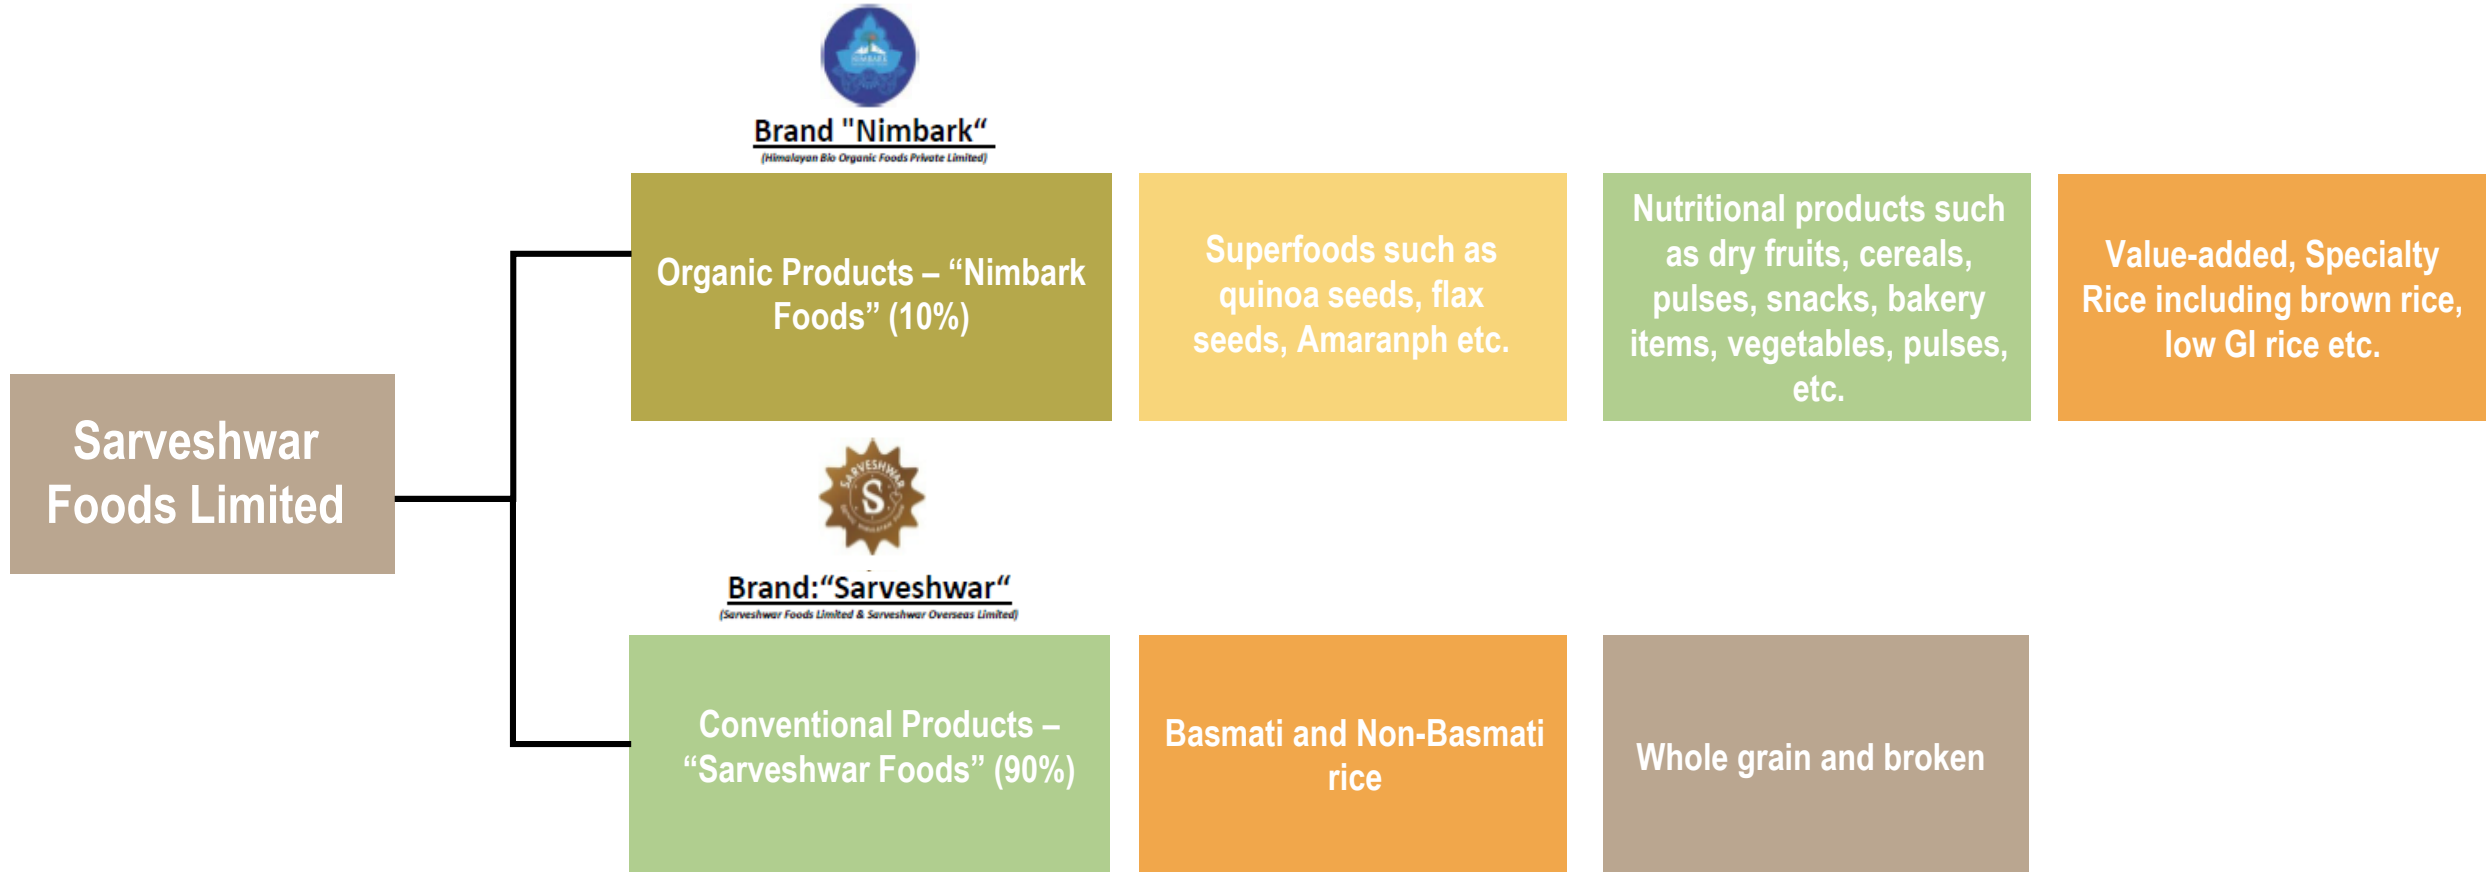 NIMBARK
Brand "Nimbark“
(Himalayan Bio Organic Foods Private Limited)
Organic Products – “Nimbark
Foods” (10%)
Superfoods such as
quinoa seeds, flax
seeds, Amaranph etc.
Nutritional products such
as dry fruits, cereals,
pulses, snacks, bakery
items, vegetables, pulses,
etc.
Value-added, Specialty
Rice including brown rice,
low GI rice etc.
Sarveshwar
Foods Limited
SARVESHWAR
S
Brand:“Sarveshwar“
(Sarveshwar Foods Limited & Sarveshwar Overseas Limited)
Conventional Products –
“Sarveshwar Foods” (90%)
Basmati and Non-Basmati
rice
Whole grain and broken